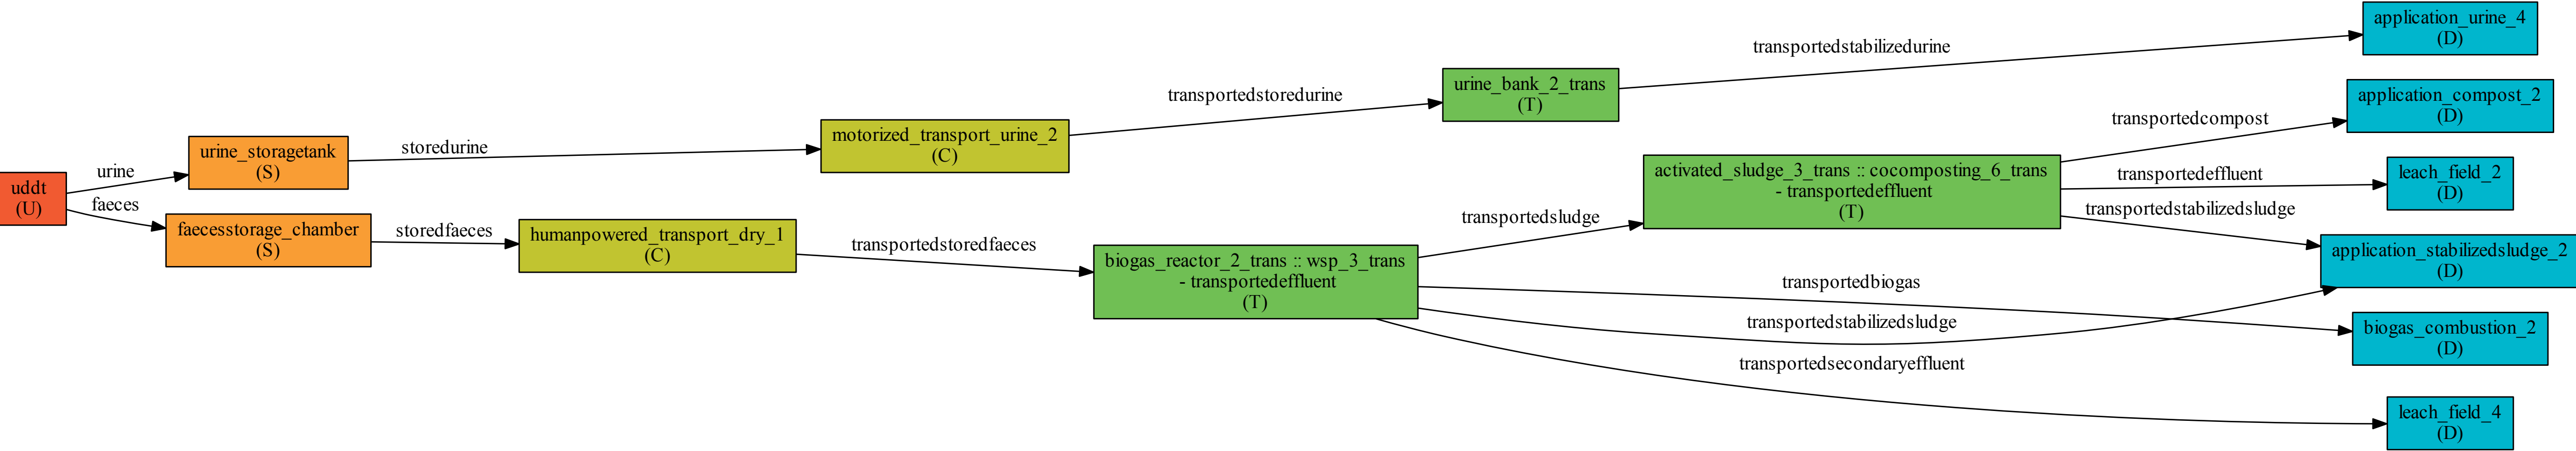 uddt
(U)
urine
faeces
urine_storagetank
(S)
faecesstorage_chamber
(S)
storedurine
storedfaeces
motorized_transport_urine_2
(C)
humanpowered_transport_dry_1
(C)
transportedstoredurine
transportedstoredfaeces
urine_bank_2_trans
(T)
biogas_reactor_2_trans :: wsp_3_trans
- transportedeffluent
(T)
transportedstabilizedurine
transportedsludge
activated_sludge_3_trans :: cocomposting_6_trans
- transportedeffluent
(T)
transportedbiogas
transportedstabilizedsludge
transportedsecondaryeffluent
transportedcompost
transportedeffluent
transportedstabilizedsludge
application_urine_4
(D)
application_compost_2
(D)
leach_field_2
(D)
application_stabilizedsludge_2
(D)
biogas_combustion_2
(D)
leach_field_4
(D)